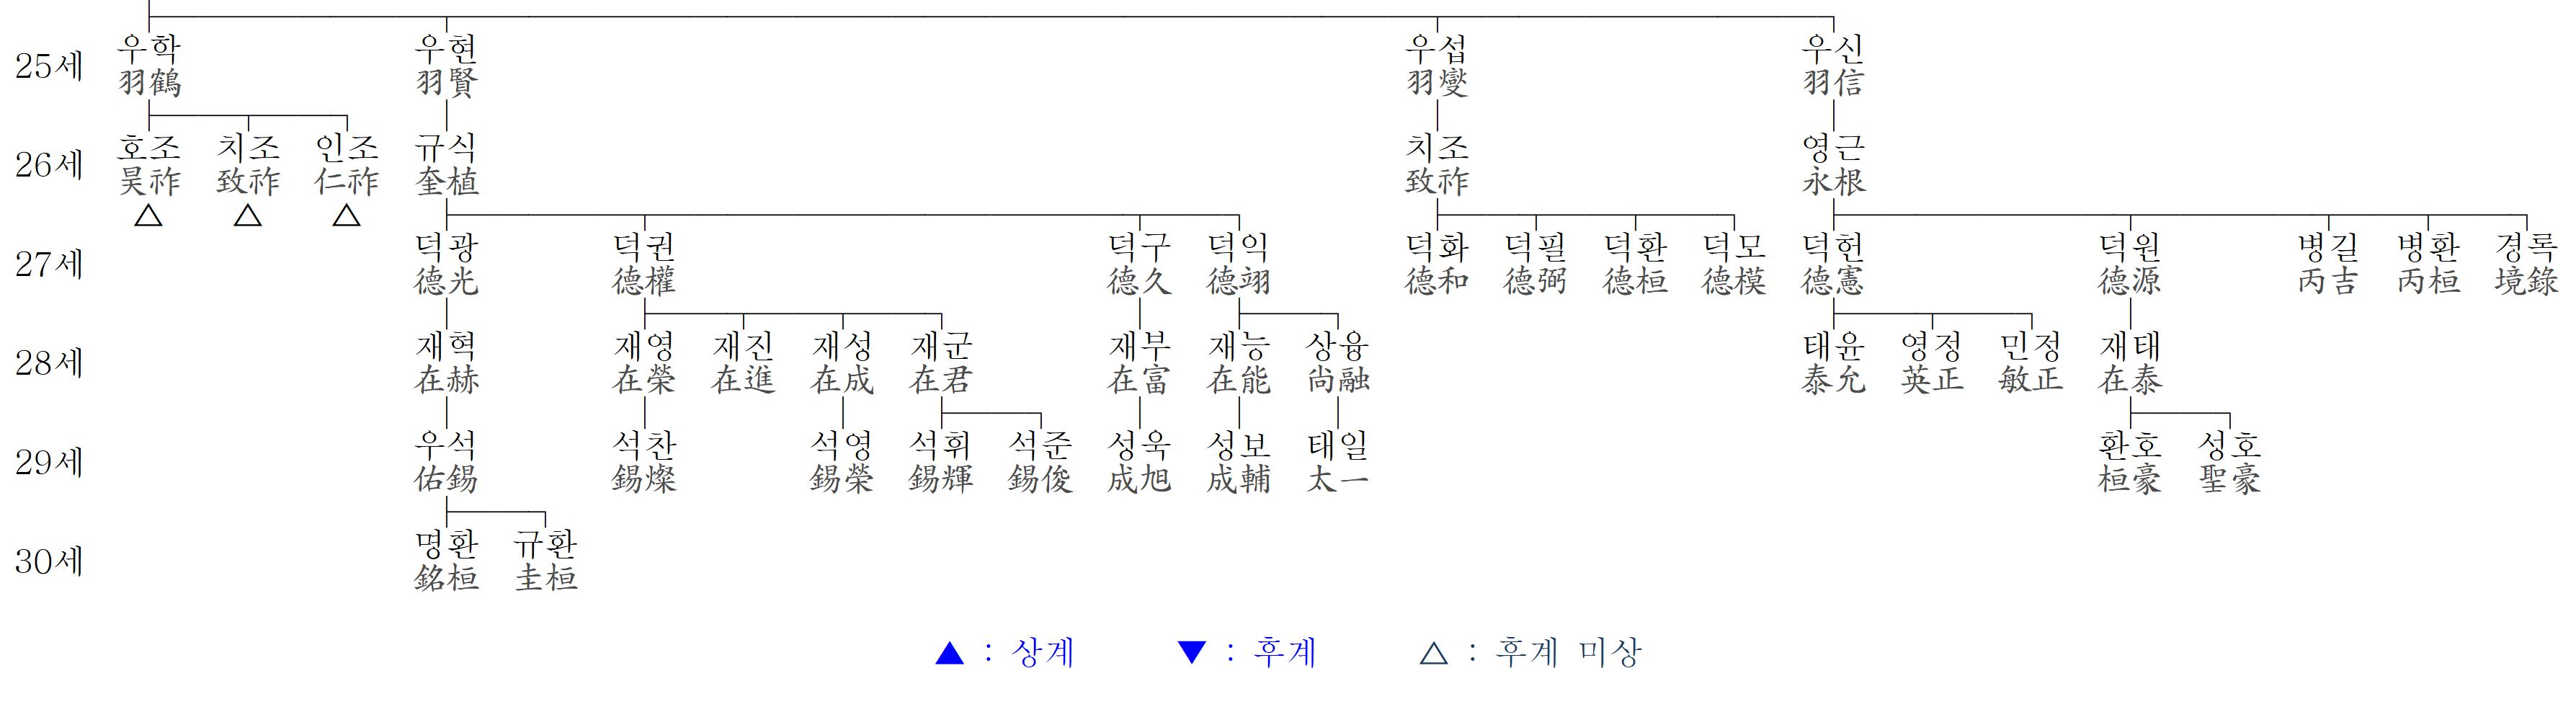 25세 우학 우현 우섭 우신
羽鶴 羽賢 羽燮 羽信
26세 호조 치조 인조 규식 치조 영근
昊祚 致祚 仁祚 奎植 致祚 永根
△ △ △
27세 덕광 덕권 덕구 덕익 덕화 덕필 덕환 덕모 덕헌 덕원 병길 병환 경록
德光 德權 德久 德翊 德和 德弼 德桓 德模 德憲 德源 丙吉 丙桓 境錄
28세 재혁 재영 재진 재성 재군 재부 재능 상융 태윤 영정 민정 재태
在赫 在榮 在進 在成 在君 在富 在能 尚融 泰允 英正 敏正 在泰
29세 우석 석찬 석영 석휘 석준 성욱 성보 태일 환호 성호
佑錫 錫燦 錫榮 錫輝 錫俊 成旭 成輔 太一 桓豪 聖豪
30세 명환 규환
銘桓 圭桓
▲ : 상계 ▼ : 후계 △ : 후계 미상